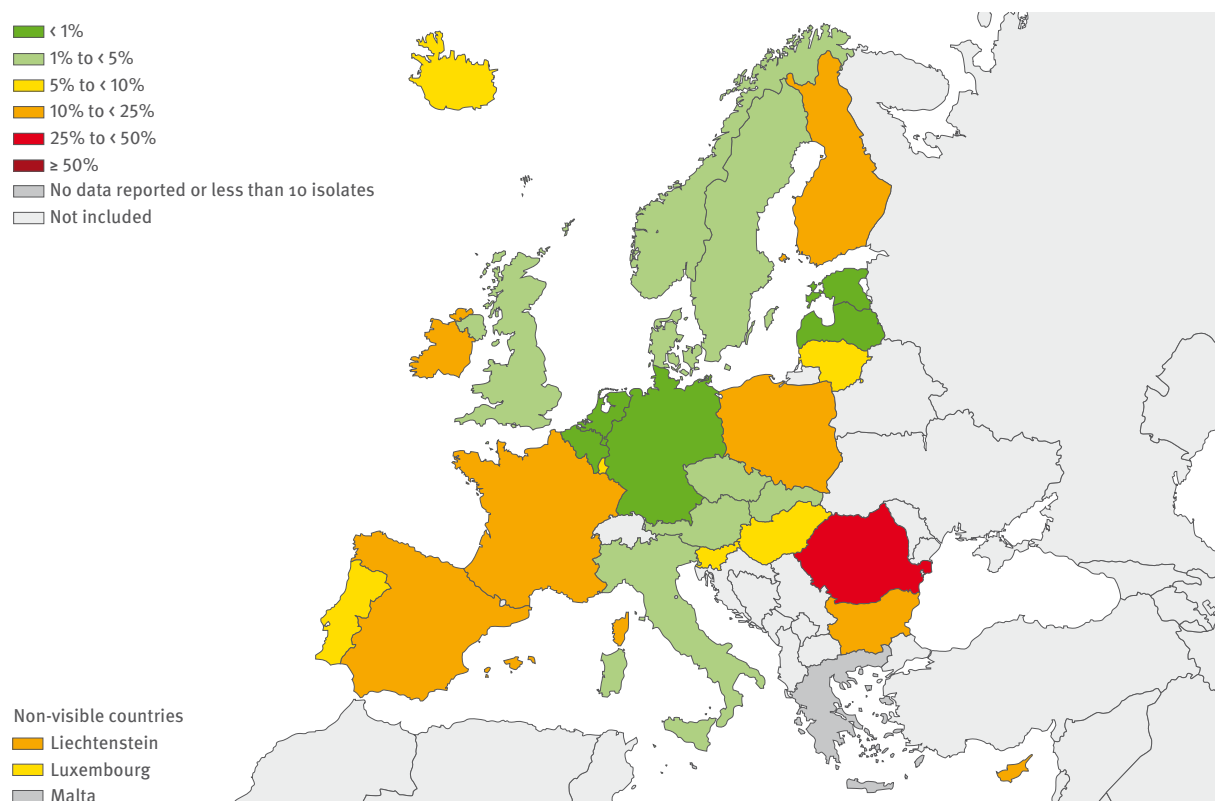 < 1%
1% to < 5%
5% to < 10%
10% to < 25%
25% to < 50%
≥ 50%
No data reported or less than 10 isolates
Not included
Non-visible countries
Liechtenstein
Luxembourg
Malta